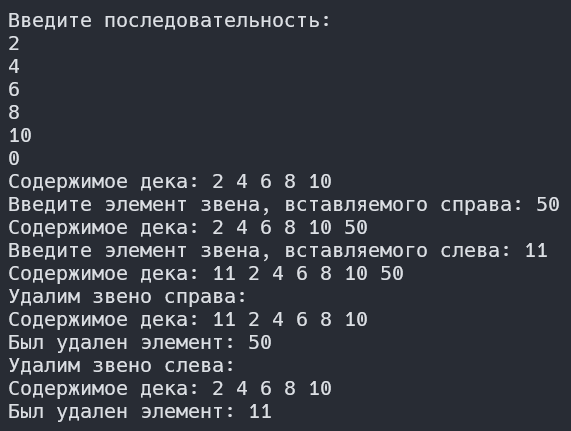 Введите последовательность:
2
4
6
8
10
0
Содержимое дека: 2 4 6 8 10
Введите элемент звена, вставляемого справа: 50
Содержимое дека: 2 4 6 8 10 50
Введите элемент звена, вставляемого слева: 11
Содержимое дека: 11 2 4 6 8 10 50
Удалим звено справа:
Содержимое дека: 11 2 4 6 8 10
Был удален элемент: 50
Удалим звено слева:
Содержимое дека: 2 4 6 8 10
Был удален элемент: 11